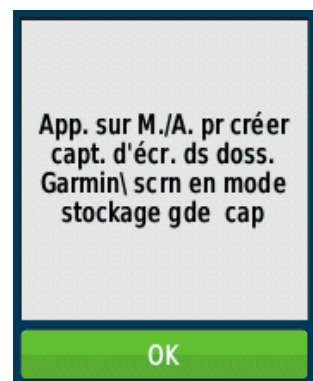 App. sur M./A. pr créer
capt. d'écr. ds doss.
Garmin\ scrn en mode
stockage gde  cap
OK